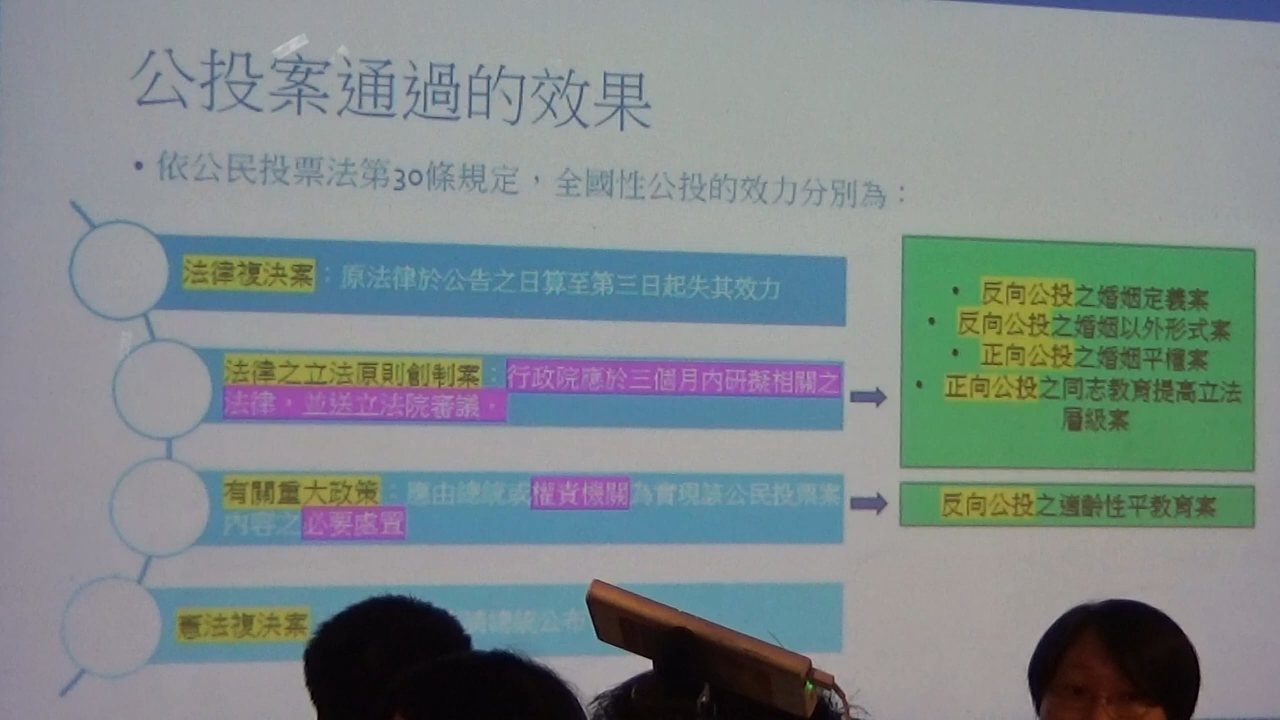 公投案通過的效果
• 依公民投票法第30條規定，全國性公投的效力分別為：
法律複決案：原法律於公告之日算至第三日起失其效力
法律之立法原則創制案：行政院應於三個月內研擬相關之
法律，並送立法院審議。
• 反向公投之婚姻定義案
• 反向公投之婚姻以外形式案
• 正向公投之婚姻平權案
• 正向公投之同志教育提高立法
層級案
有關重大政策：應由總統或權責機關為實現該公民投票案
內容之必要處置
反向公投之適齡性平教育案
憲法複決案
總統公布